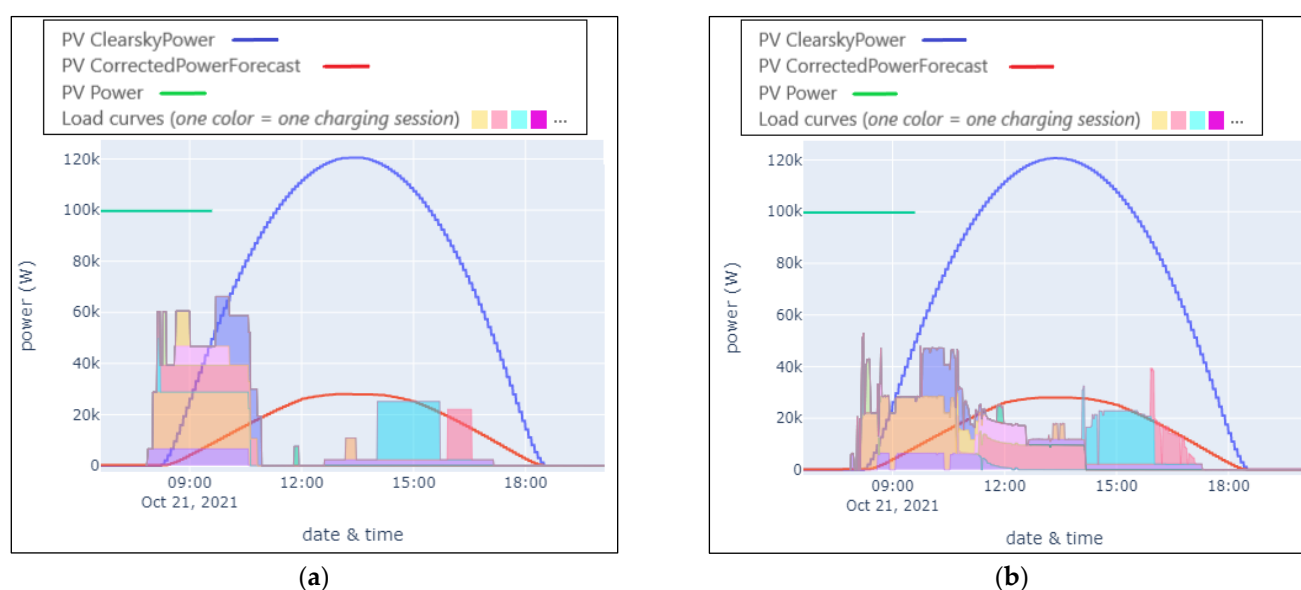 PV ClearskyPower
PV CorrectedPowerForecast
PV Power
Load curves (one color = one charging session) ...
120k
100k
80k
60k
40k
20k
0
power (W)
09:00 12:00 15:00 18:00
Oct 21, 2021
date & time
(a)
PV ClearskyPower
PV CorrectedPowerForecast
PV Power
Load curves (one color = one charging session) ...
120k
100k
80k
60k
40k
20k
0
power (W)
09:00 12:00 15:00 18:00
Oct 21, 2021
date & time
(b)